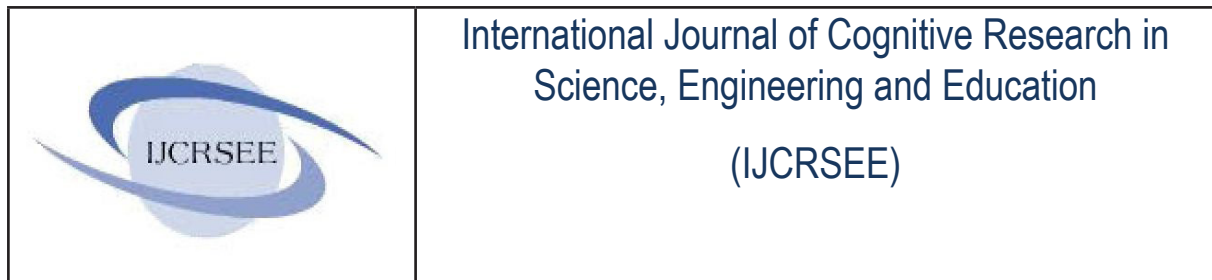 IJCRSEE
International Journal of Cognitive Research in
Science, Engineering and Education
(IJCRSEE)